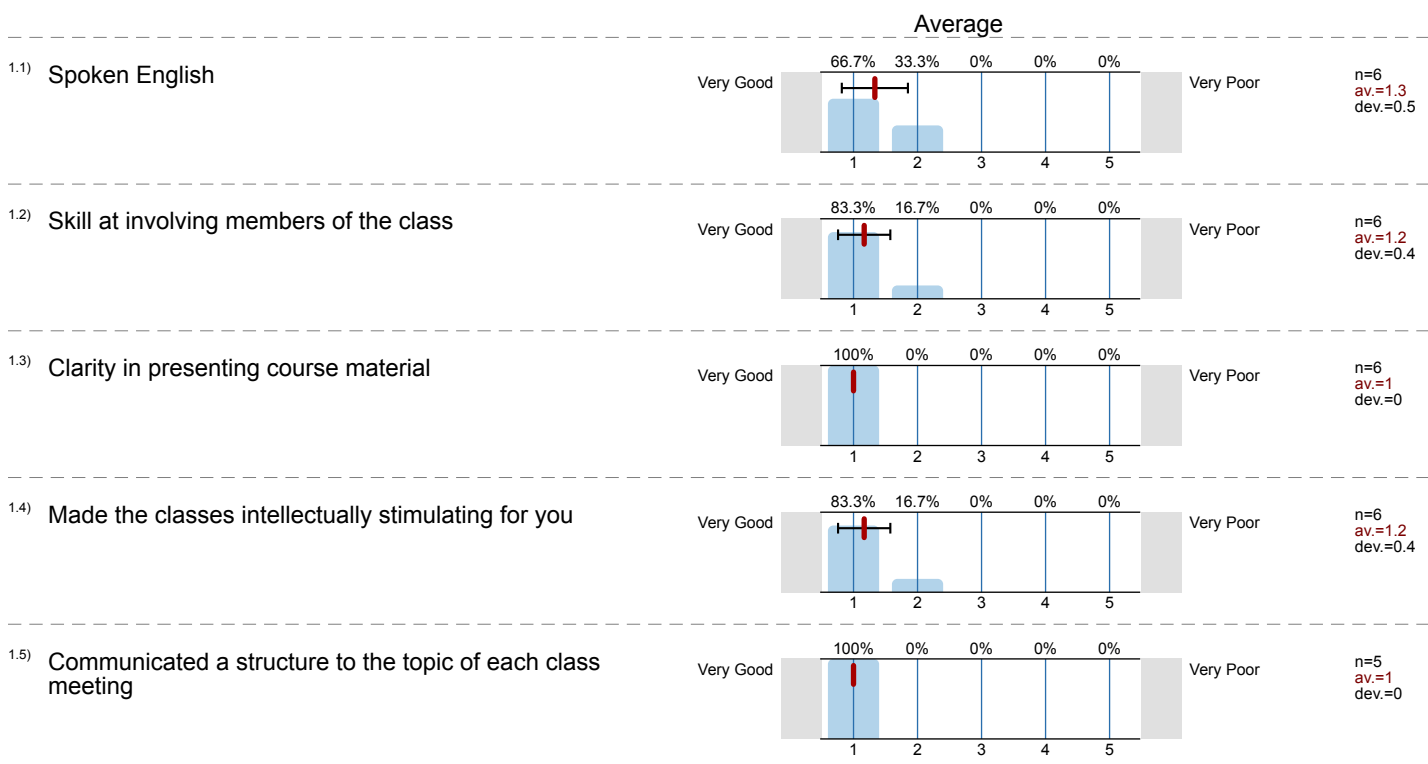 Average
1.1) Spoken English
Very Good
66.7% 33.3% 0% 0% 0%
1 2 3 4 5
Very Poor
n=6
av.=1.3
dev.=0.5
1.2) Skill at involving members of the class
Very Good
83.3% 16.7% 0% 0% 0%
1 2 3 4 5
Very Poor
n=6
av.=1.2
dev.=0.4
1.3) Clarity in presenting course material
Very Good
100% 0% 0% 0% 0%
1 2 3 4 5
Very Poor
n=6
av.=1
dev.=0
1.4) Made the classes intellectually stimulating for you
Very Good
83.3% 16.7% 0% 0% 0%
1 2 3 4 5
Very Poor
n=6
av.=1.2
dev.=0.4
1.5) Communicated a structure to the topic of each class
meeting
Very Good
100% 0% 0% 0% 0%
1 2 3 4 5
Very Poor
n=5
av.=1
dev.=0